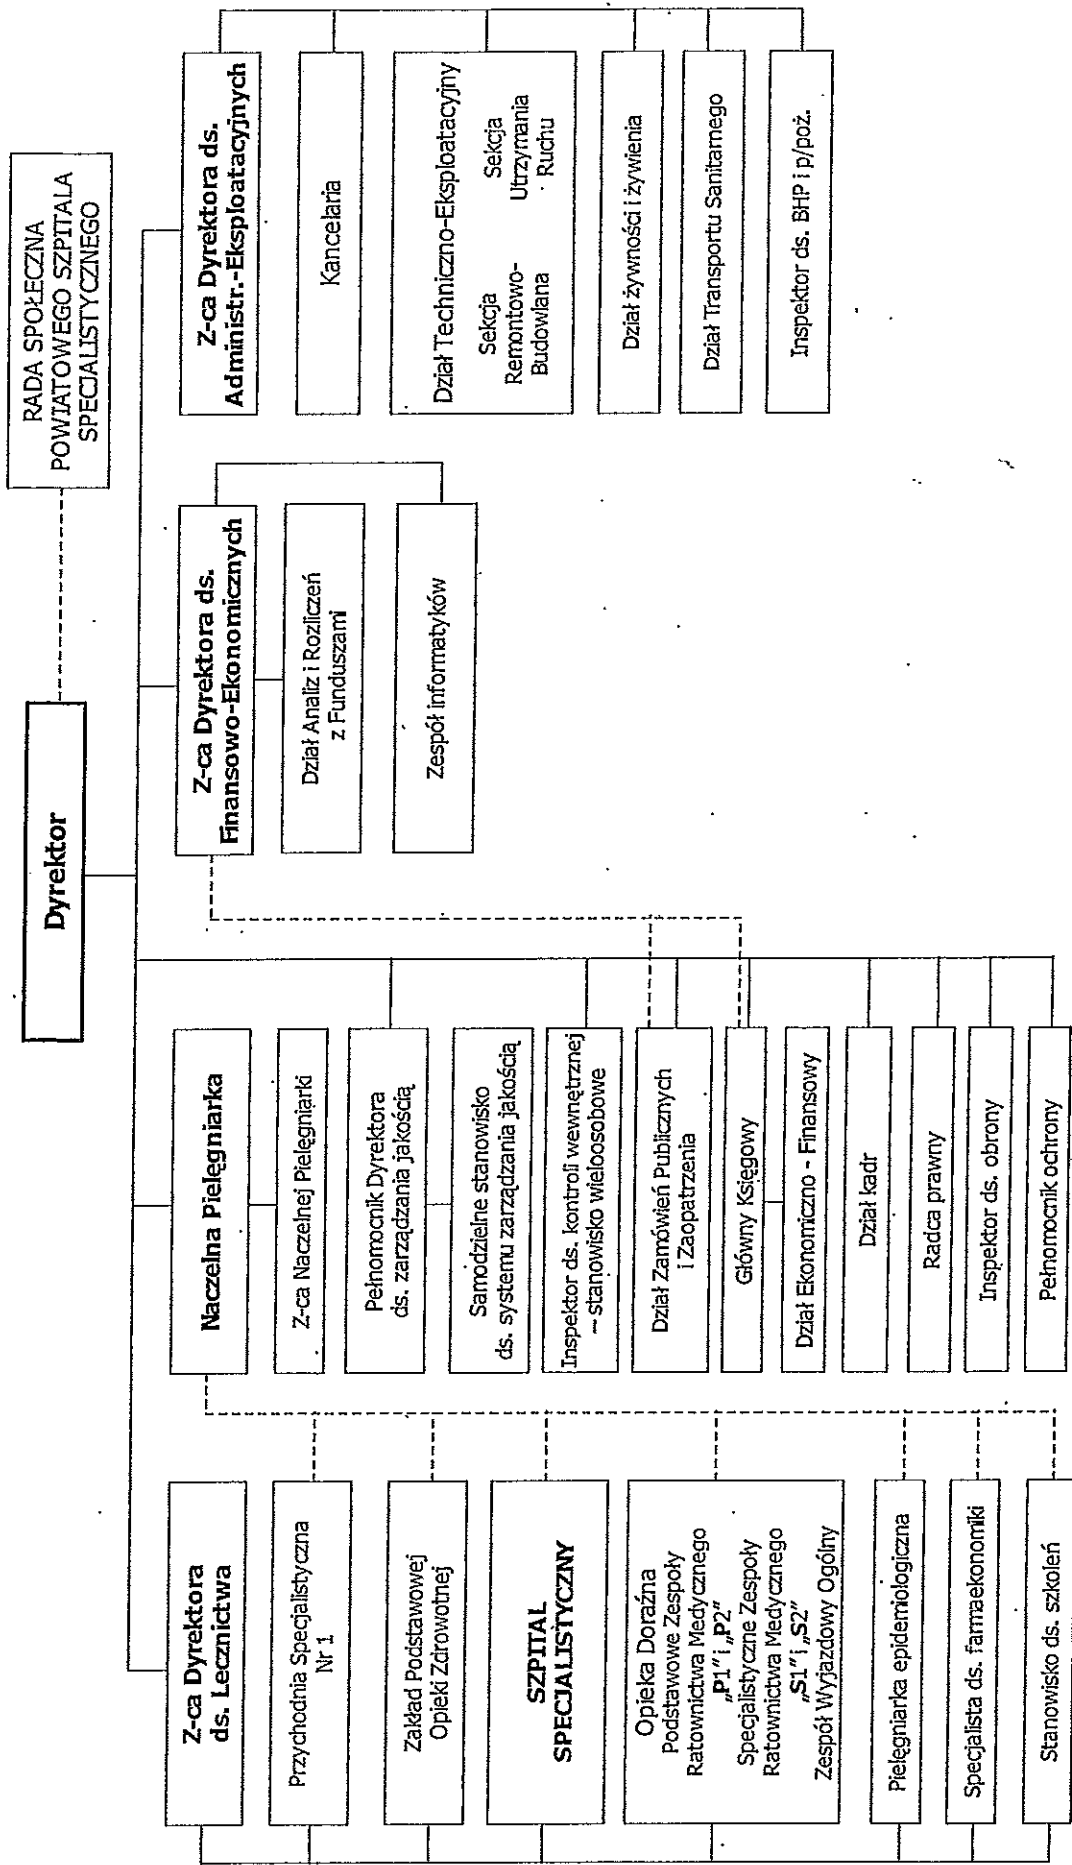 RADA SPOŁECZNA
POWIATOWEGO SZPITALA
SPECJALISTYCZNEGO
Dyrektor
Z-ca Dyrektora
ds. Lecznictwa
Przychodnia Specjalistyczna
Nr 1
Zakład Podstawowej
Opieki Zdrowotnej
SZPITAL
SPECJALISTYCZNY
Opieka Doraźna
Podstawowe Zespoły
Ratownictwa Medycznego
„P1” i „P2”
Specjalistyczne Zespoły
Ratownictwa Medycznego
„S1” i „S2”
Zespół Wyjazdowy Ogólny
Pielęgniarka epidemiologiczna
Specjalista ds. farmaekonomiki
Stanowisko ds. szkoleń
Naczelna Pielęgniarka
Z-ca Naczelnej Pielęgniarki
Pełnomocnik Dyrektora
ds. zarządzania jakością
Samodzielne stanowisko
ds. systemu zarządzania jakością
Inspektor ds. kontroli wewnętrznej
– stanowisko wieloosobowe
Dział Zamówień Publicznych
i Zaopatrzenia
Główny Księgowy
Dział Ekonomiczno - Finansowy
Dział kadr
Radca prawny
Inspektor ds. obrony
Pełnomocnik ochrony
Z-ca Dyrektora ds.
Finansowo-Ekonomicznych
Dział Analiz i Rozliczeń
z Funduszami
Zespół informatyków
Z-ca Dyrektora ds.
Administr.-Eksploatacyjnych
Kancelaria
Dział Techniczno-Eksploatacyjny
Sekcja
Remontowo-
Budowlana
Sekcja
Utrzymania
Ruchu
Dział żywności i żywienia
Dział Transportu Sanitarnego
Inspektor ds. BHP i p/poż.